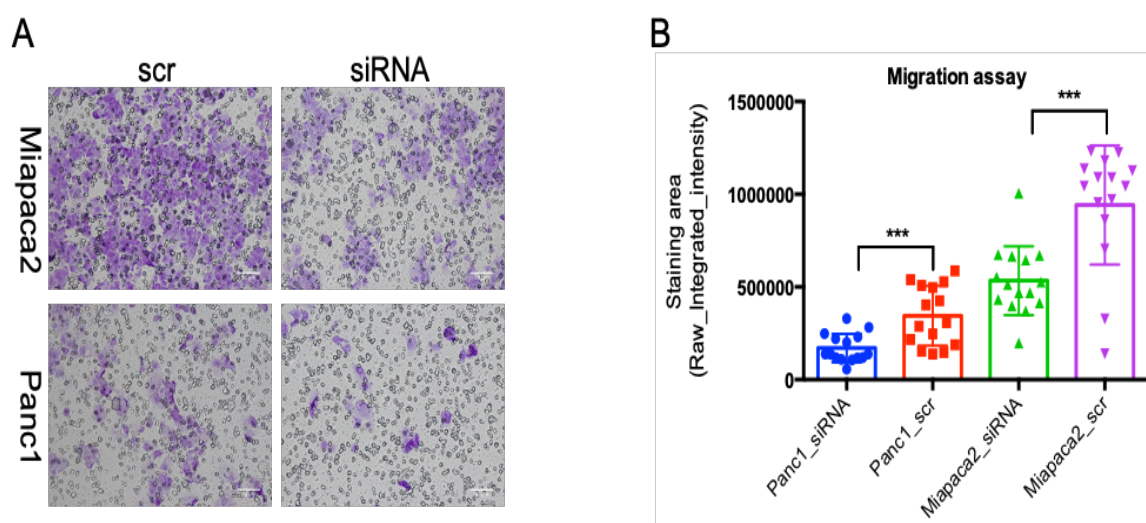 A
scr
siRNA
Miapaca2
Panc1
B
Migration assay
Staining area
(Raw_Integrated_intensity)
1500000
1000000
500000
0
***
***
Panc1_siRNA
Panc1_scr
Miapaca2_siRNA
Miapaca2_scr